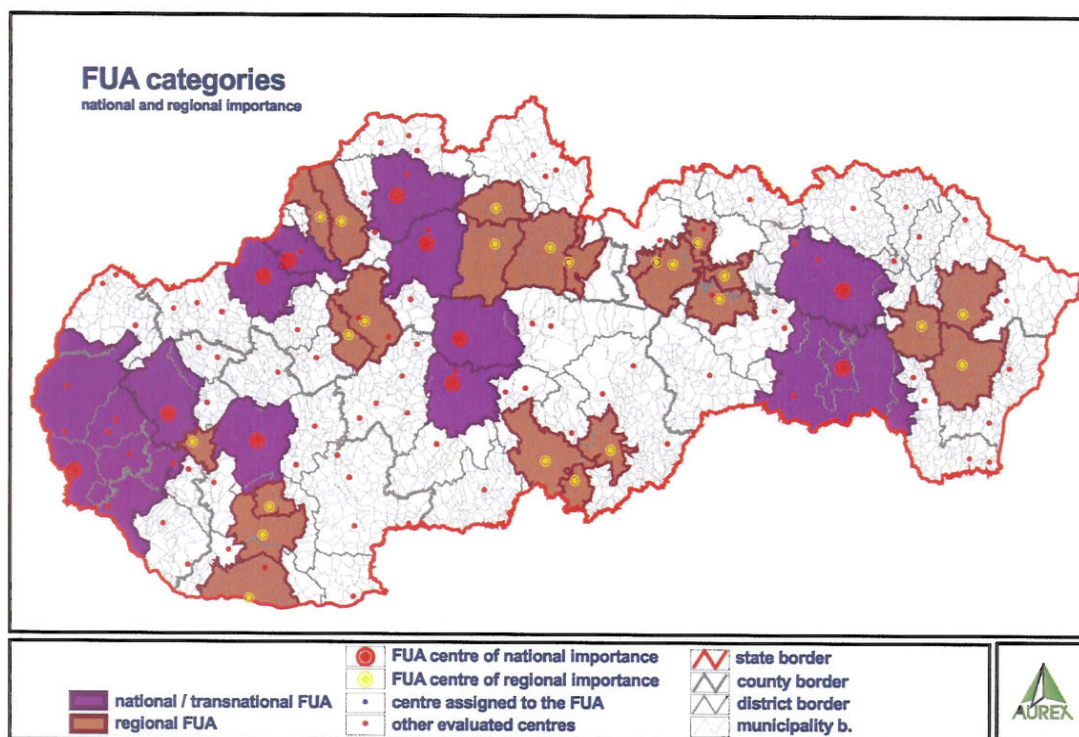 FUA categories
national and regional importance
national / transnational FUA
regional FUA
FUA centre of national importance
FUA centre of regional importance
centre assigned to the FUA
other evaluated centres
state border
county border
district border
municipality b.
AUREX